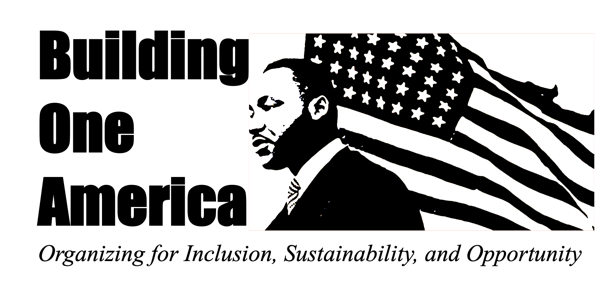 Building
One
America
Organizing for Inclusion, Sustainability, and Opportunity